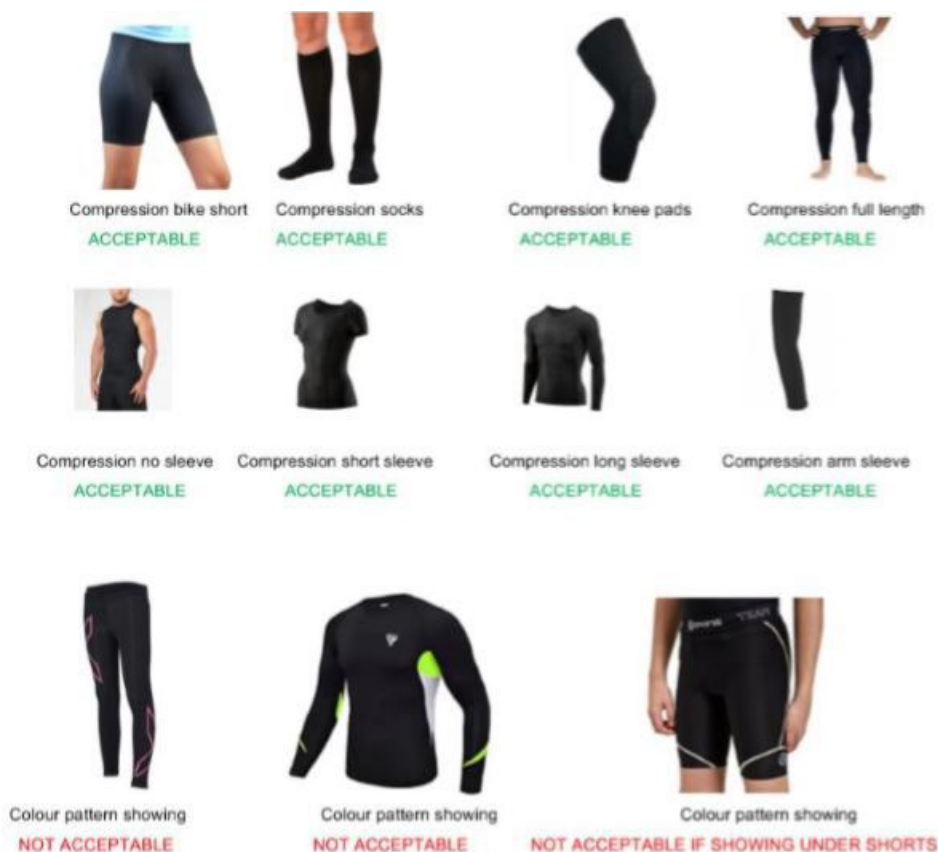 Compression bike short
Compression socks
Compression knee pads
Compression full length
ACCEPTABLE
ACCEPTABLE
ACCEPTABLE
ACCEPTABLE
Compression no sleeve
Compression short sleeve
Compression long sleeve
Compression arm sleeve
ACCEPTABLE
ACCEPTABLE
ACCEPTABLE
ACCEPTABLE
TEAM
Colour pattern showing
Colour pattern showing
Colour pattern showing
NOT ACCEPTABLE
NOT ACCEPTABLE
NOT ACCEPTABLE IF SHOWING UNDER SHORTS